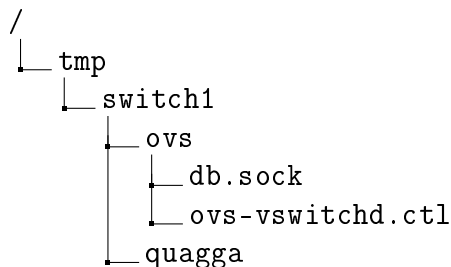 /
tmp
switch1
ovs
db.sock
ovs-vswitchd.ctl
quagga